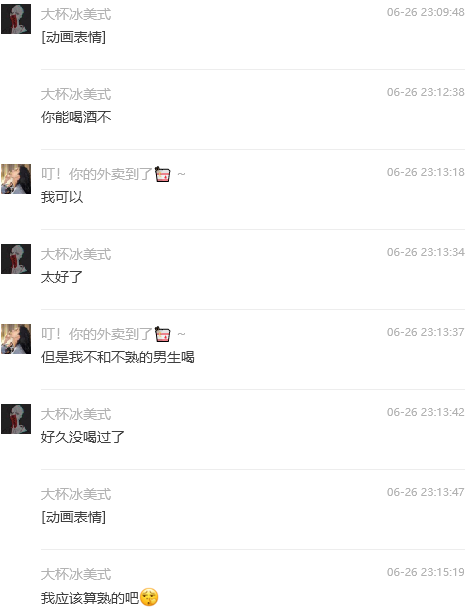 大杯冰美式 06-26 23:09:48
[动画表情]
大杯冰美式 06-26 23:12:38
你能喝酒不
叮！你的外卖到了 ~ 06-26 23:13:18
我可以
大杯冰美式 06-26 23:13:34
太好了
叮！你的外卖到了 ~ 06-26 23:13:37
但是我不和不熟的男生喝
大杯冰美式 06-26 23:13:42
好久没喝过了
大杯冰美式 06-26 23:13:47
[动画表情]
大杯冰美式 06-26 23:15:19
我应该算熟的吧